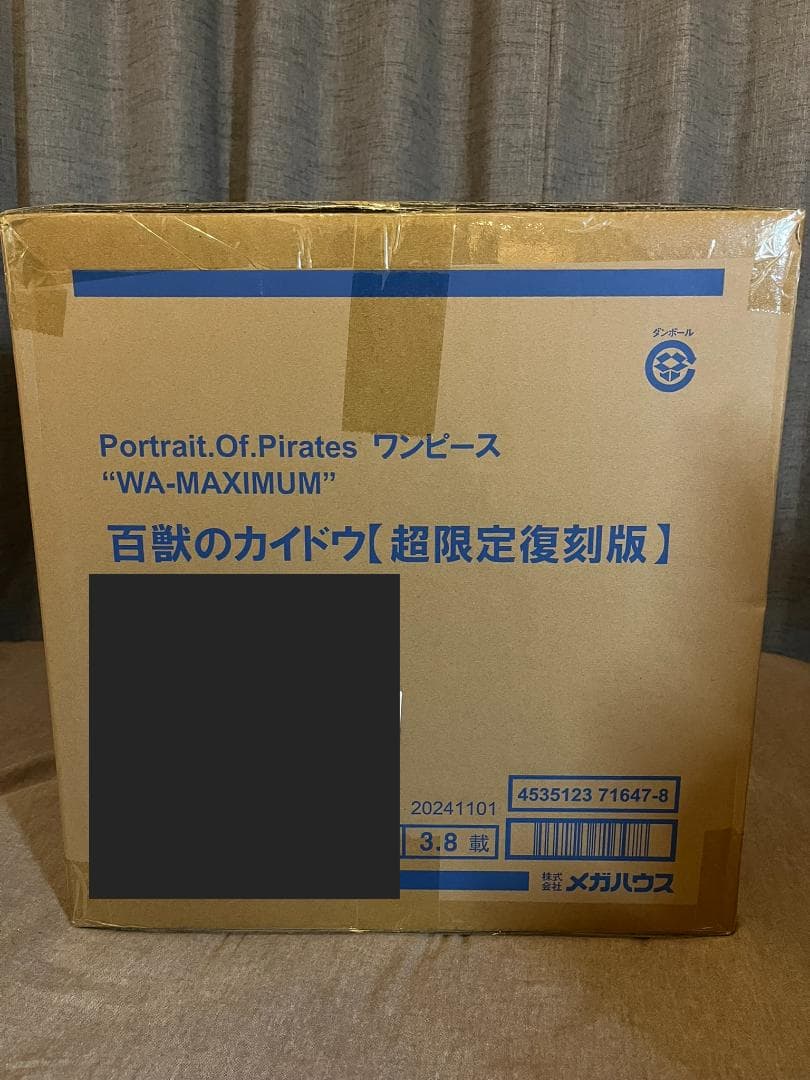 ダンボール
Portrait.Of.Pirates ワンピース
“WA-MAXIMUM”
百獣のカイドウ【超限定復刻版】
20241101
4535123 71647-8
3.8 載
株式会社 メガハウス